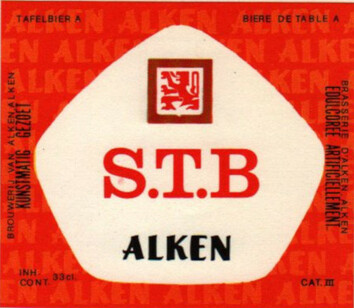 TAFELBIER A
BIERE DE TABLE A
BROUWERIJ VAN ALKEN ALKEN
KUNSTMATIG GEZOET
S.T.B
ALKEN
BRASSERIE D'ALKEN ALKEN
EDULCOREE ARTIFICIELLEMENT
INH-
CONT. 33cl.
CAT. III